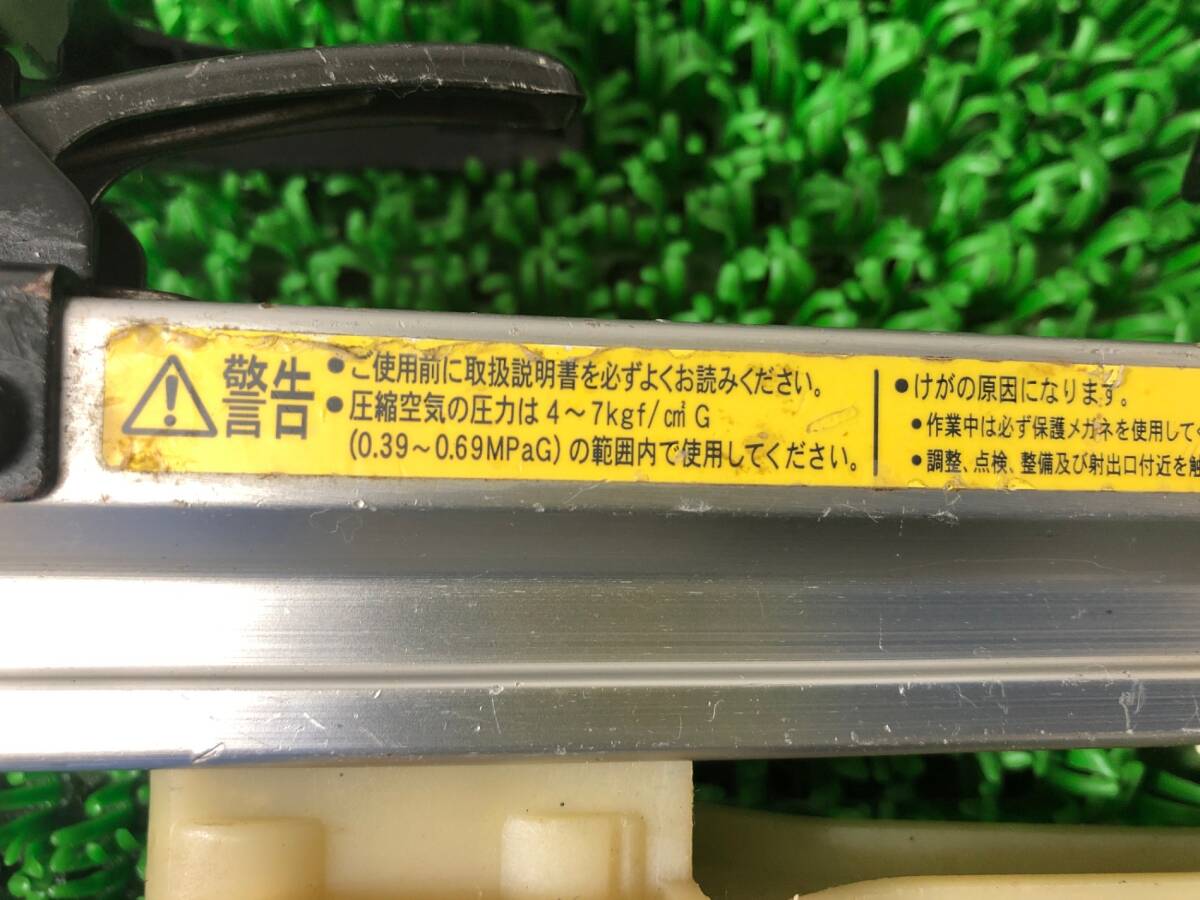 警告
●ご使用前に取扱説明書を必ずよくお読みください。
●圧縮空気の圧力は4～7kgf/㎠ G
(0.39～0.69MPaG)の範囲内で使用してください。
●けがの原因になります。
●作業中は必ず保護メガネを使用して
●調整、点検、整備及び射出口付近を触